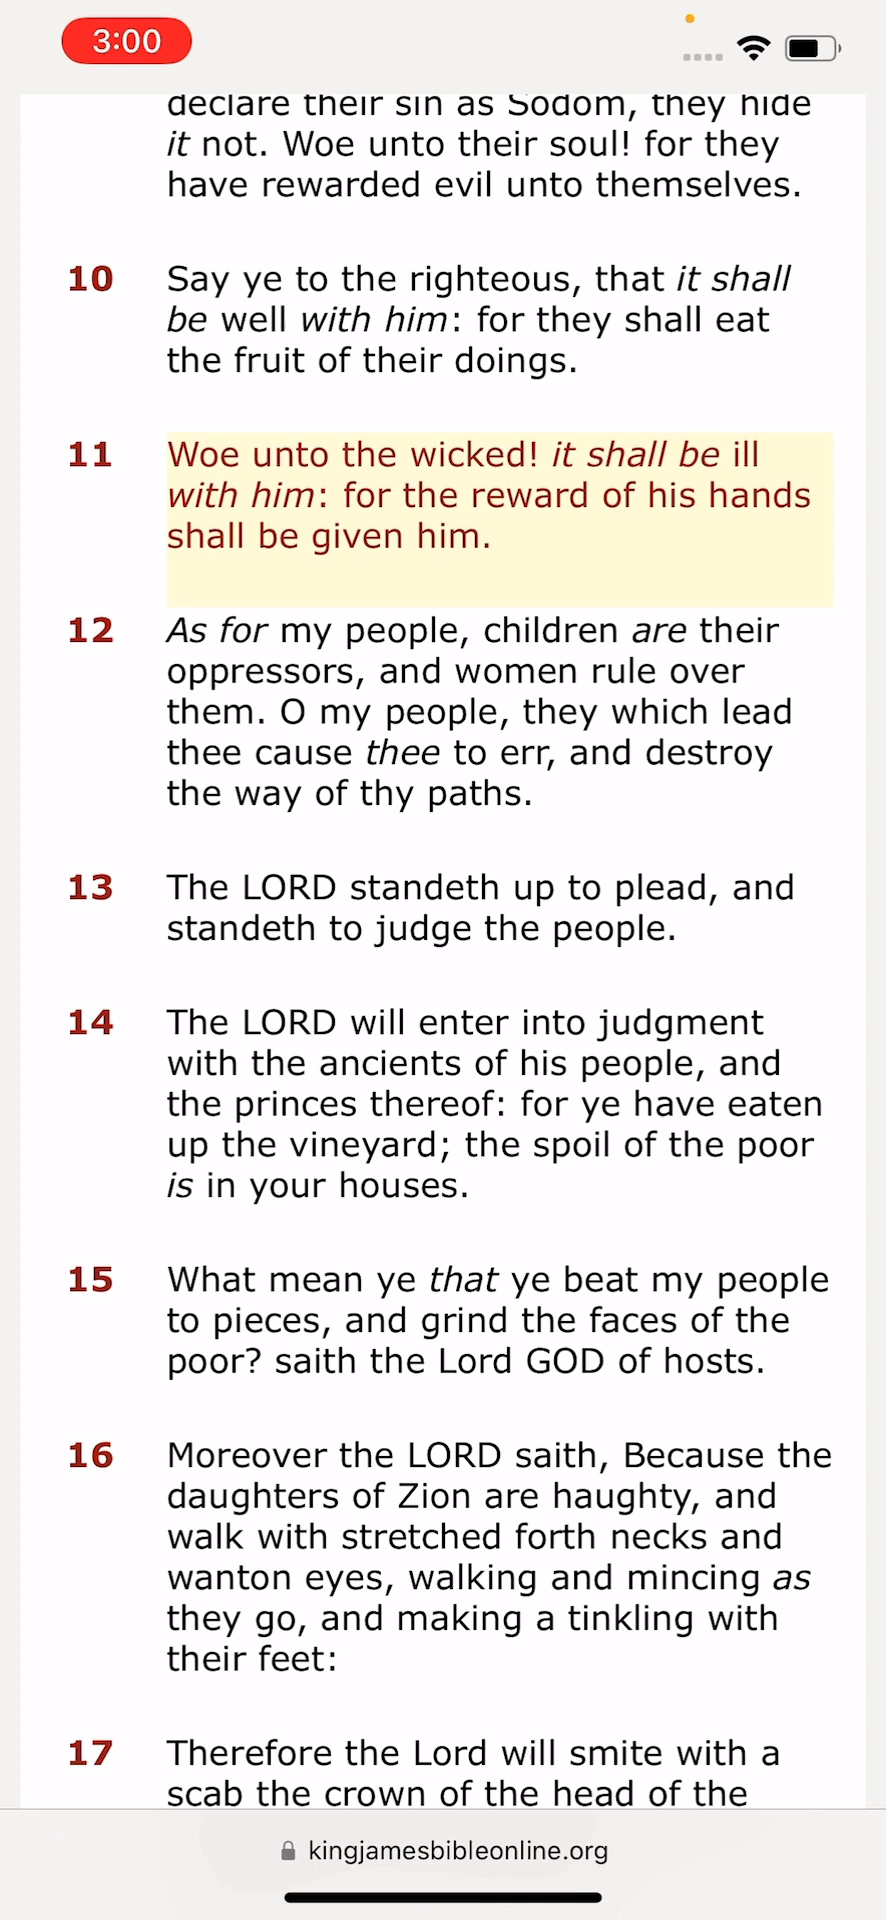 3:00
declare their sin as Sodom, they hide
it not. Woe unto their soul! for they
have rewarded evil unto themselves.
10 Say ye to the righteous, that it shall
be well with him: for they shall eat
the fruit of their doings.
11 Woe unto the wicked! it shall be ill
with him: for the reward of his hands
shall be given him.
12 As for my people, children are their
oppressors, and women rule over
them. O my people, they which lead
thee cause thee to err, and destroy
the way of thy paths.
13 The LORD standeth up to plead, and
standeth to judge the people.
14 The LORD will enter into judgment
with the ancients of his people, and
the princes thereof: for ye have eaten
up the vineyard; the spoil of the poor
is in your houses.
15 What mean ye that ye beat my people
to pieces, and grind the faces of the
poor? saith the Lord GOD of hosts.
16 Moreover the LORD saith, Because the
daughters of Zion are haughty, and
walk with stretched forth necks and
wanton eyes, walking and mincing as
they go, and making a tinkling with
their feet:
17 Therefore the Lord will smite with a
scab the crown of the head of the
kingjamesbibleonline.org